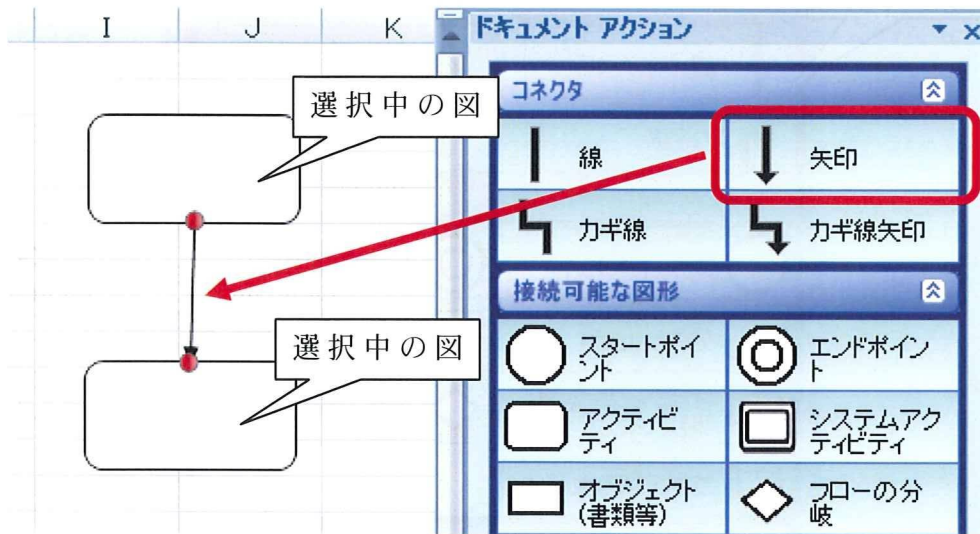 I J K
ドキュメント アクション
コネクタ
線
矢印
カギ線
カギ線矢印
接続可能な図形
スタートポイ
ント
エンドポイン
ト
アクティビ
ティ
システムアク
ティビティ
オブジェクト
(書類等)
フローの分
岐
選択中の図
選択中の図